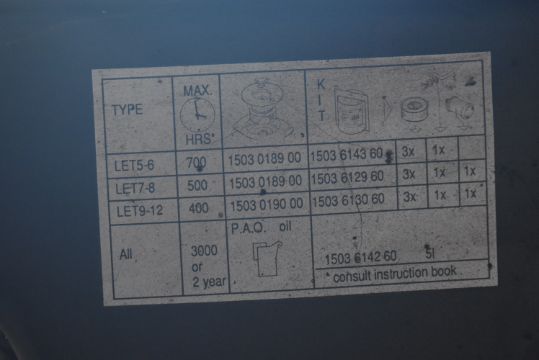 TYPE MAX. HRS KIT
LET5-6 700 1503 0189 00 1503 6143 60 3x 1x
LET7-8 500 1503 0189 00 1503 6129 60 3x 1x 1x
LET9-12 400 1503 0190 00 1503 6130 60 3x 1x 1x
All 3000 or 2 year P.A.O. oil 1503 6142 60 5l
consult instruction book